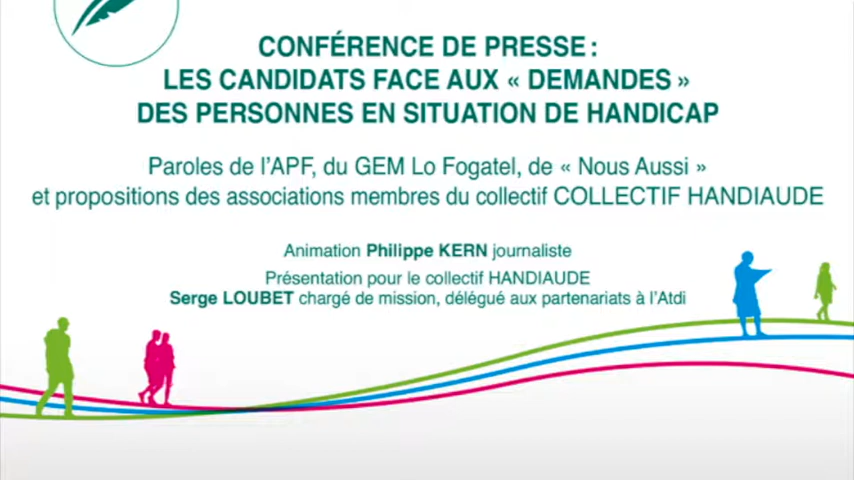 CONFÉRENCE DE PRESSE :
LES CANDIDATS FACE AUX « DEMANDES »
DES PERSONNES EN SITUATION DE HANDICAP
Paroles de l’APF, du GEM Lo Fogatel, de « Nous Aussi »
et propositions des associations membres du collectif COLLECTIF HANDIAUDE
Animation Philippe KERN journaliste
Présentation pour le collectif HANDIAUDE
Serge LOUBET chargé de mission, délégué aux partenariats à l’Atdi